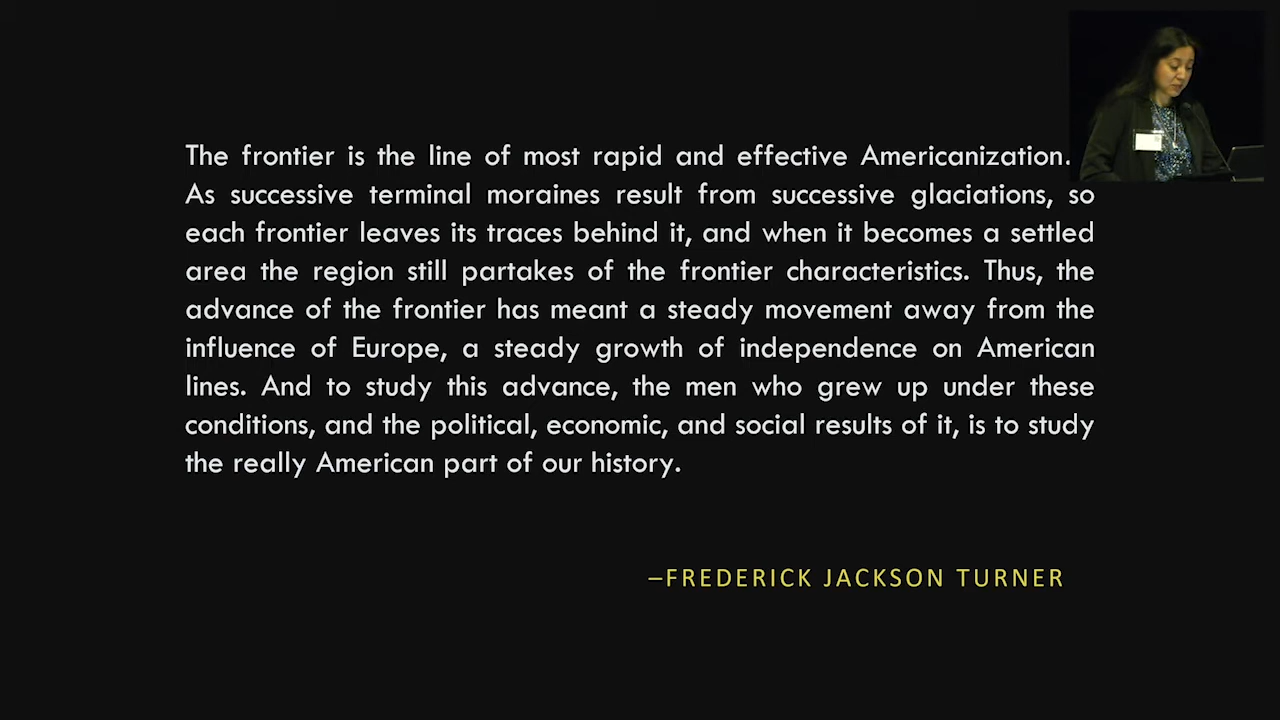 The frontier is the line of most rapid and effective Americanization.
As successive terminal moraines result from successive glaciations, so
each frontier leaves its traces behind it, and when it becomes a settled
area the region still partakes of the frontier characteristics. Thus, the
advance of the frontier has meant a steady movement away from the
influence of Europe, a steady growth of independence on American
lines. And to study this advance, the men who grew up under these
conditions, and the political, economic, and social results of it, is to study
the really American part of our history.
–FREDERICK JACKSON TURNER